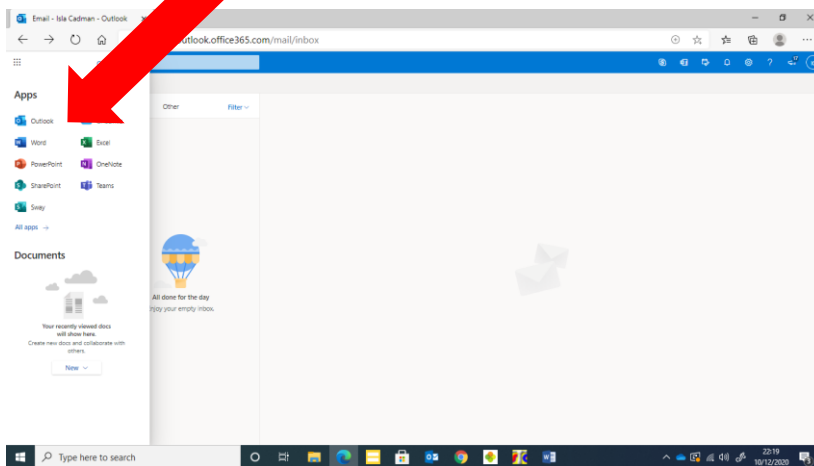 Email - Isla Cadman - Outlook
utlook.office365.com/mail/inbox
Apps
Other
Filter
Outlook
Word
Excel
PowerPoint
OneNote
SharePoint
Teams
Sway
All apps →
Documents
All done for the day
njoy your empty inbox.
Your recently viewed docs
will show here.
Create new docs and collaborate with
others.
New
Type here to search
22:19
10/12/2020